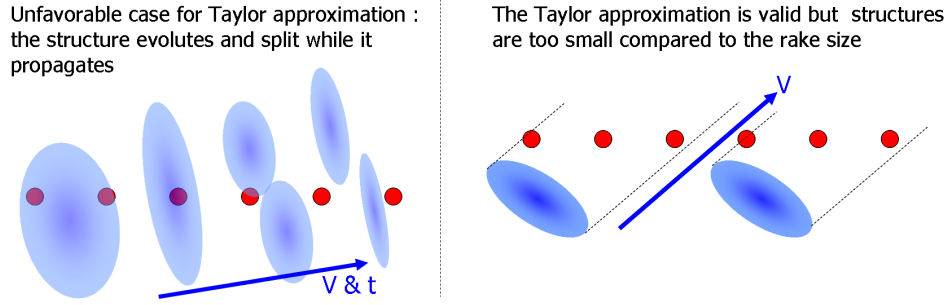 Unfavorable case for Taylor approximation :
the structure evolutes and split while it
propagates
V & t
The Taylor approximation is valid but  structures
are too small compared to the rake size
V